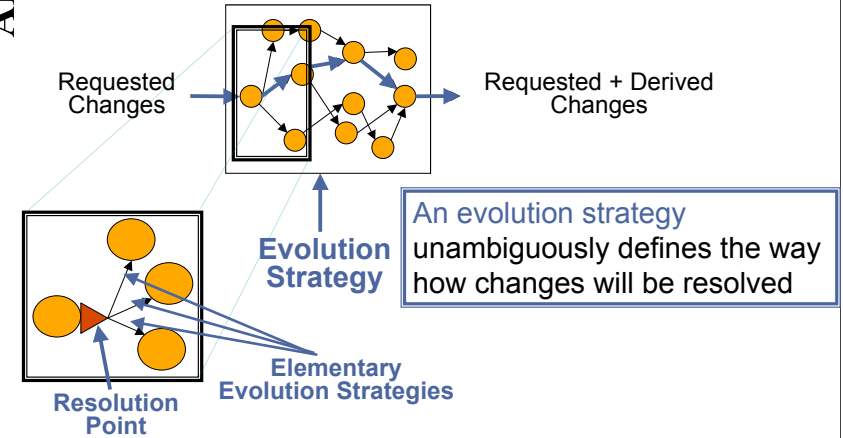 A
Requested
Changes
Requested + Derived
Changes
Evolution
Strategy
An evolution strategy
unambiguously defines the way
how changes will be resolved
Elementary
Evolution Strategies
Resolution
Point